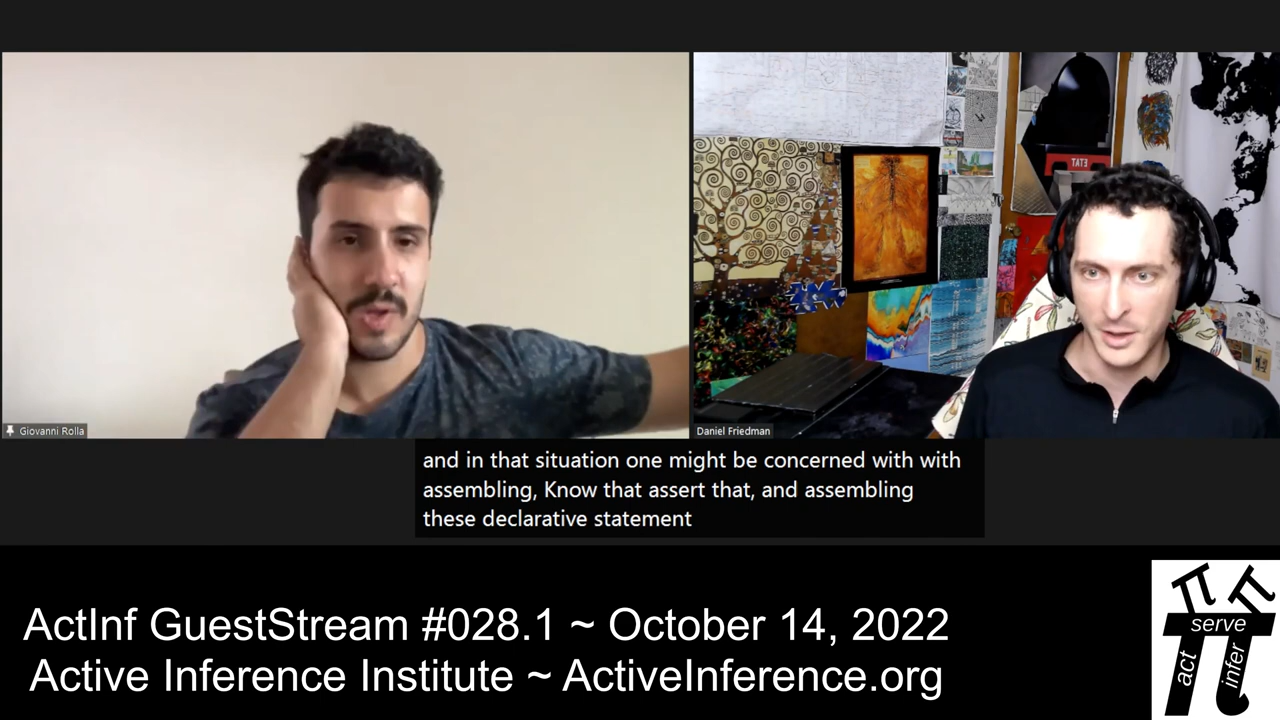 TATE
Giovanni Rolla
Daniel Friedman
and in that situation one might be concerned with with
assembling, Know that assert that, and assembling
these declarative statement
ActInf GuestStream #028.1 ~ October 14, 2022
Active Inference Institute ~ ActiveInference.org
serve
act
infer